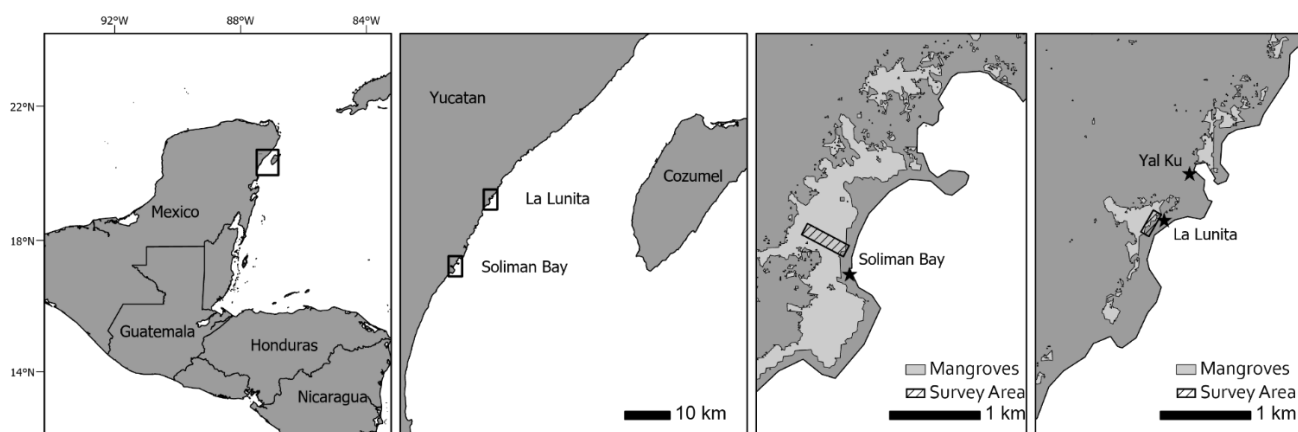 92°W
88°W
84°W
22°N
18°N
14°N
Mexico
Guatemala
Honduras
Nicaragua
Yucatan
Cozumel
La Lunita
Soliman Bay
10 km
Soliman Bay
Mangroves
Survey Area
1 km
Yal Ku
La Lunita
Mangroves
Survey Area
1 km